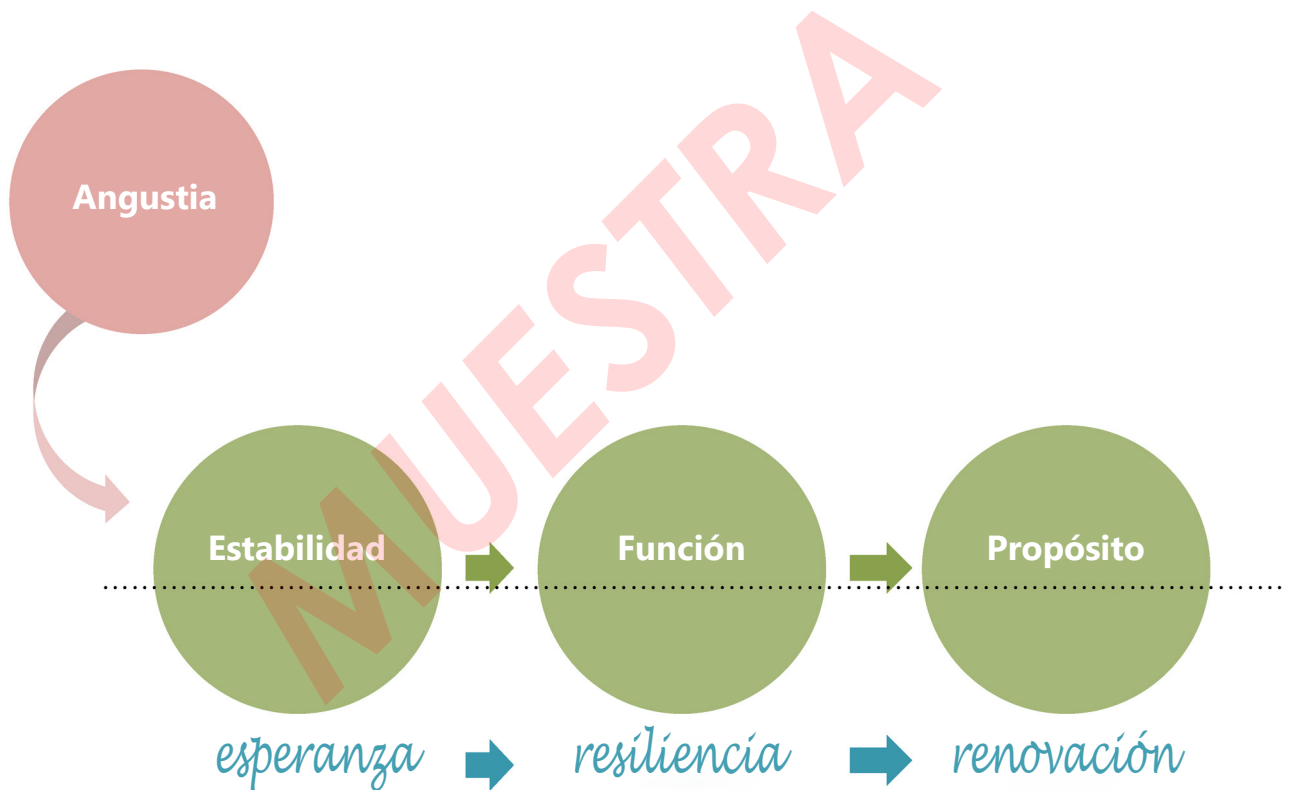 Angustia
MUESTRA
Estabilidad
Función
Propósito
esperanza
resiliencia
renovación